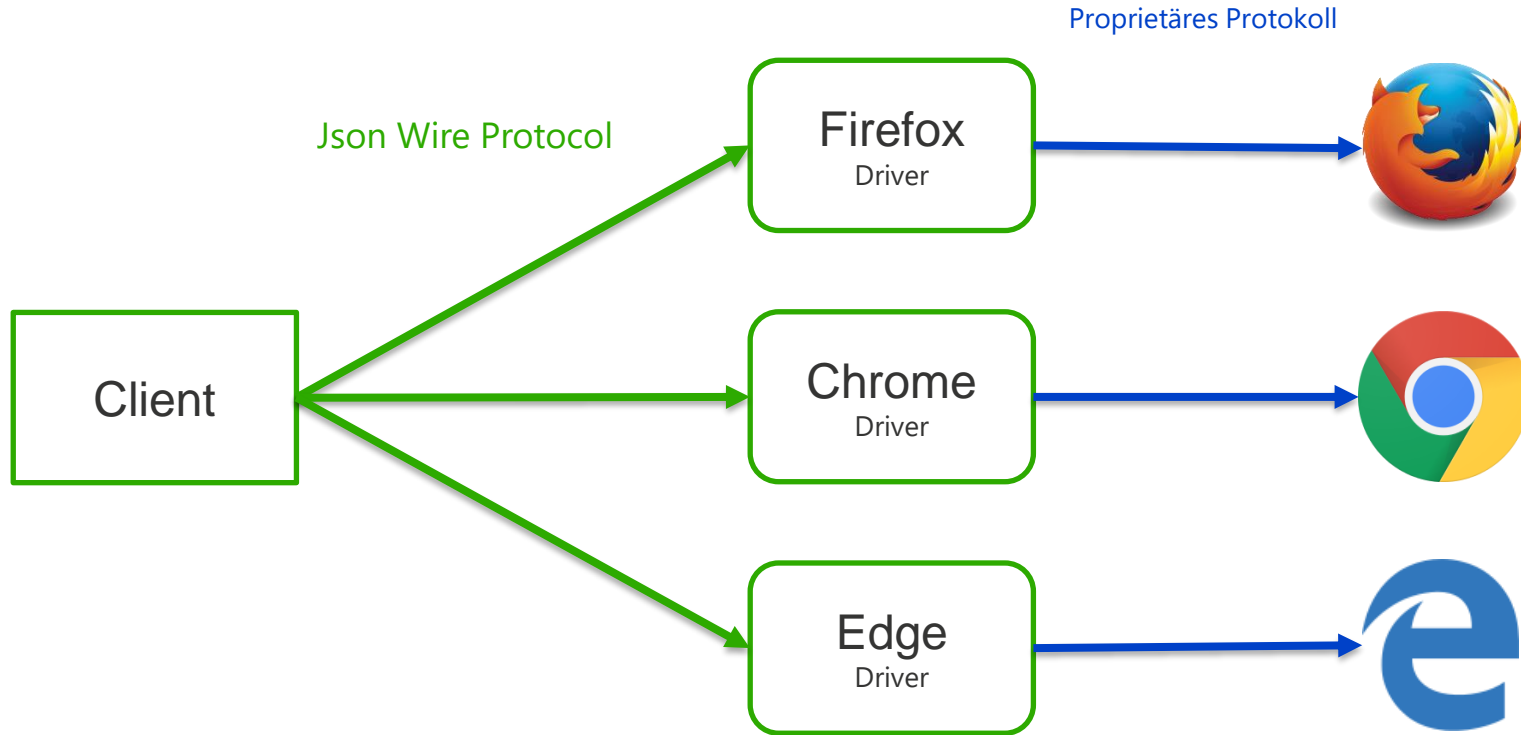 Proprietäres Protokoll
Json Wire Protocol
Firefox
Driver
Client
Chrome
Driver
Edge
Driver